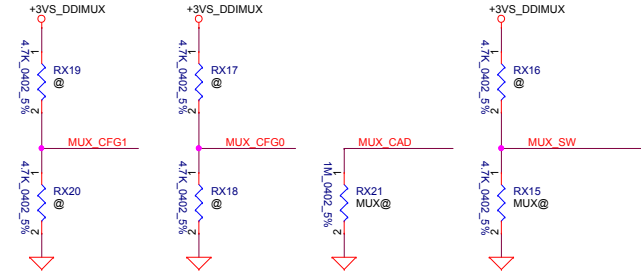 +3VS_DDIMUX
+3VS_DDIMUX
+3VS_DDIMUX
1
4.7K_0402_5%
RX19
@
2
1
4.7K_0402_5%
RX17
@
2
1
4.7K_0402_5%
RX16
@
2
MUX_CFG1
MUX_CFG0
MUX_CAD
MUX_SW
1
4.7K_0402_5%
RX20
@
2
1
4.7K_0402_5%
RX18
@
2
1
1M_0402_5%
RX21
MUX@
2
1
4.7K_0402_5%
RX15
MUX@
2